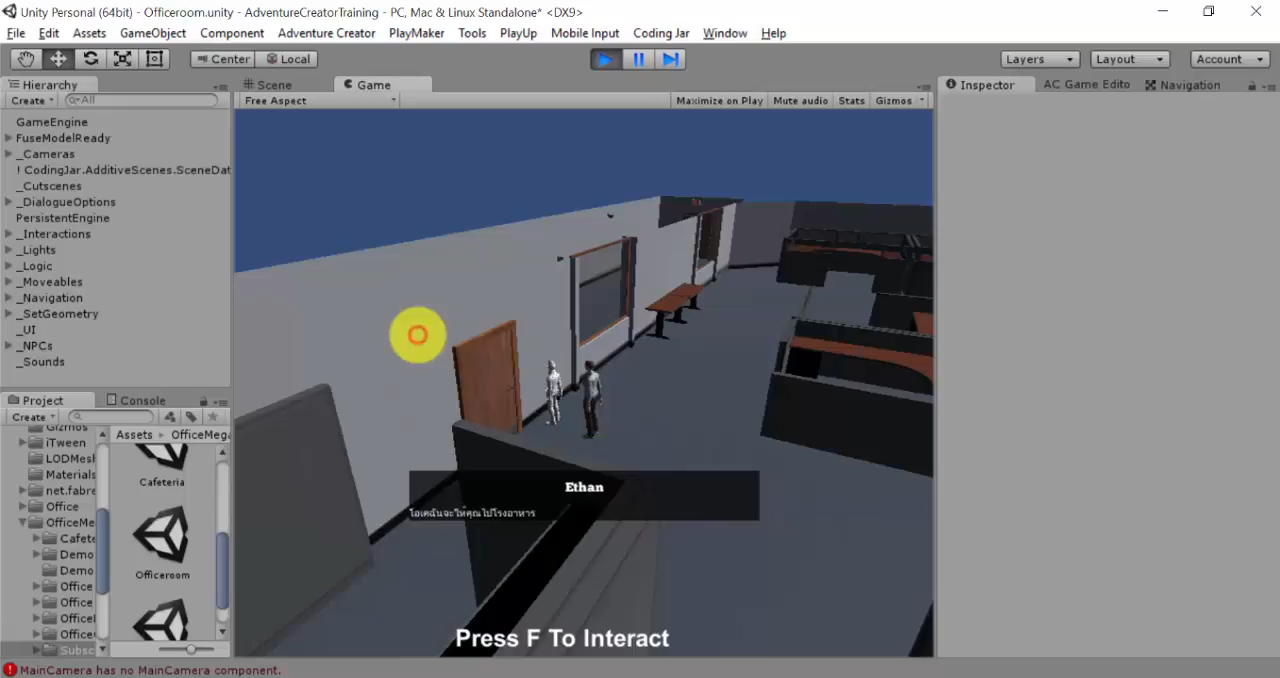 Unity Personal (64bit) - Officeroom.unity - AdventureCreatorTraining - PC, Mac & Linux Standalone* <DX9>
File Edit Assets GameObject Component Adventure Creator PlayMaker Tools PlayUp Mobile Input Coding Jar Window Help
Center Local Layers Layout Account
Hierarchy Scene Game Inspector AC Game Edito Navigation
Create All Free Aspect Maximize on Play Mute audio Stats Gizmos
GameEngine
FuseModelReady
_Cameras
! CodingJar.AdditiveScenes.SceneDat
_Cutscenes
_DialogueOptions
PersistentEngine
_Interactions
_Lights
_Logic
_Moveables
_Navigation
_SetGeometry
_UI
_NPCs
_Sounds
Project Console
Create
Assets OfficeMega
Gizmos
iTween
LODMesh
Materials
net.fabre
Office
OfficeMe
Cafete
Demo
Demo
Office
Office
OfficeI
Office
Subsc
Cafeteria
Officeroom
Ethan
โอเคฉันจะให้คุณไปโรงอาหาร
Press F To Interact
MainCamera has no MainCamera component.